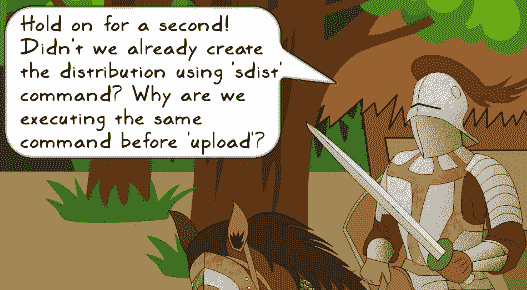 Hold on for a second!
Didn't we already create
the distribution using 'sdist'
command? Why are we
executing the same
command before 'upload'?